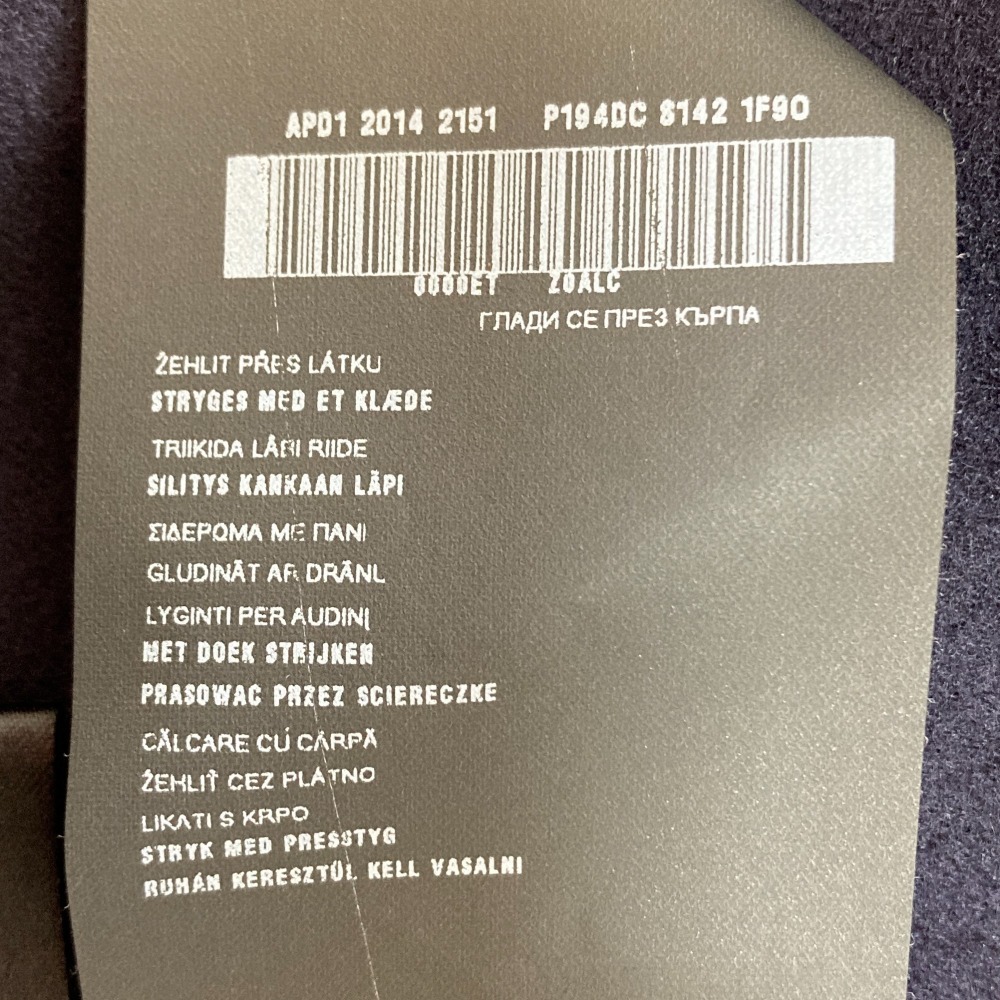 APD1 2014 2151 P194DC 8142 1F90
0000ET Z0ALC
ГЛАДИ СЕ ПРЕЗ КЪРПА
ŽEHLIT PŘES LÁTKU
STRYGES MED ET KLÆDE
TRIIKIDA LÄBI RIIDE
SILITYS KANKAAN LÄPI
ΣΙΔΕΡΩΜΑ ΜΕ ΠΑΝΙ
GLUDINĀT AR DRĀNU
LYGINTI PER AUDINĮ
MET DOEK STRIJKEN
PRASOWAC PRZEZ SCIERECZKE
CĂLCARE CU CÂRPĂ
ŽEHLIŤ CEZ PLÁTNO
LIKATI S KRPO
STRYK MED PRESSTYG
RUHÁN KERESZTÜL KELL VASALNI